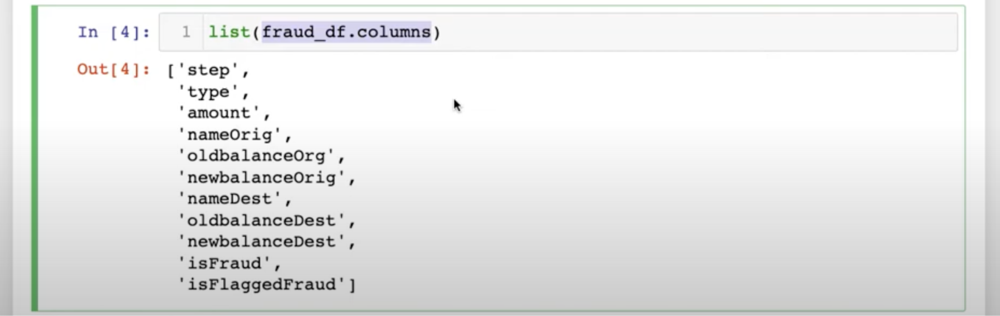 In [4]: 1 list(fraud_df.columns)
Out[4]: ['step',
'type',
'amount',
'nameOrig',
'oldbalanceOrg',
'newbalanceOrig',
'nameDest',
'oldbalanceDest',
'newbalanceDest',
'isFraud',
'isFlaggedFraud']